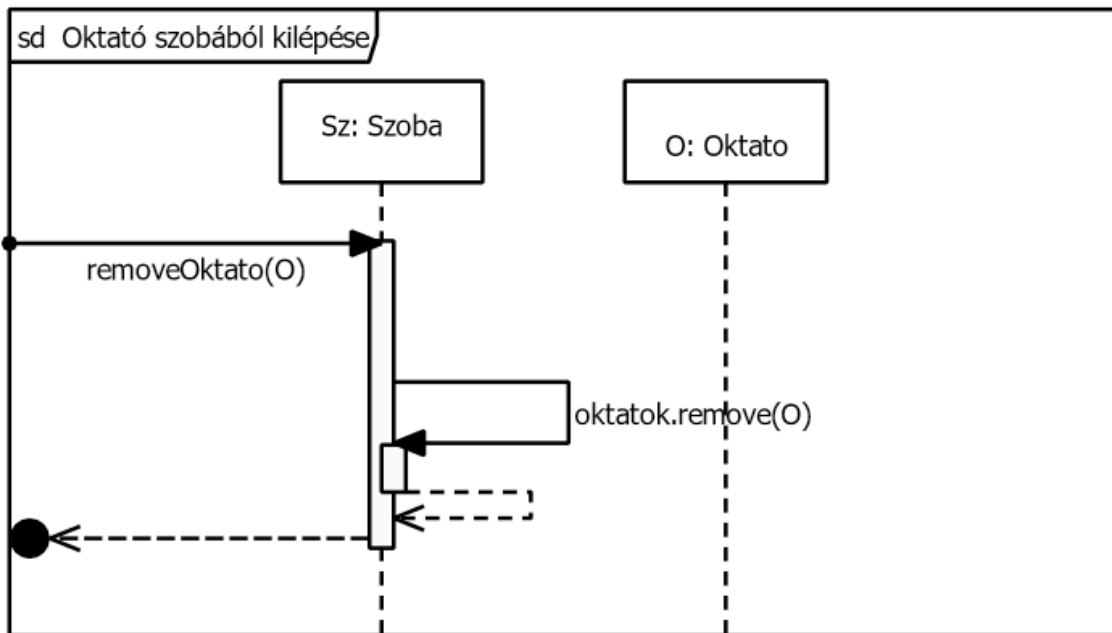 sd Oktató szobából kilépése
Sz: Szoba
O: Oktato
removeOktato(O)
oktatok.remove(O)